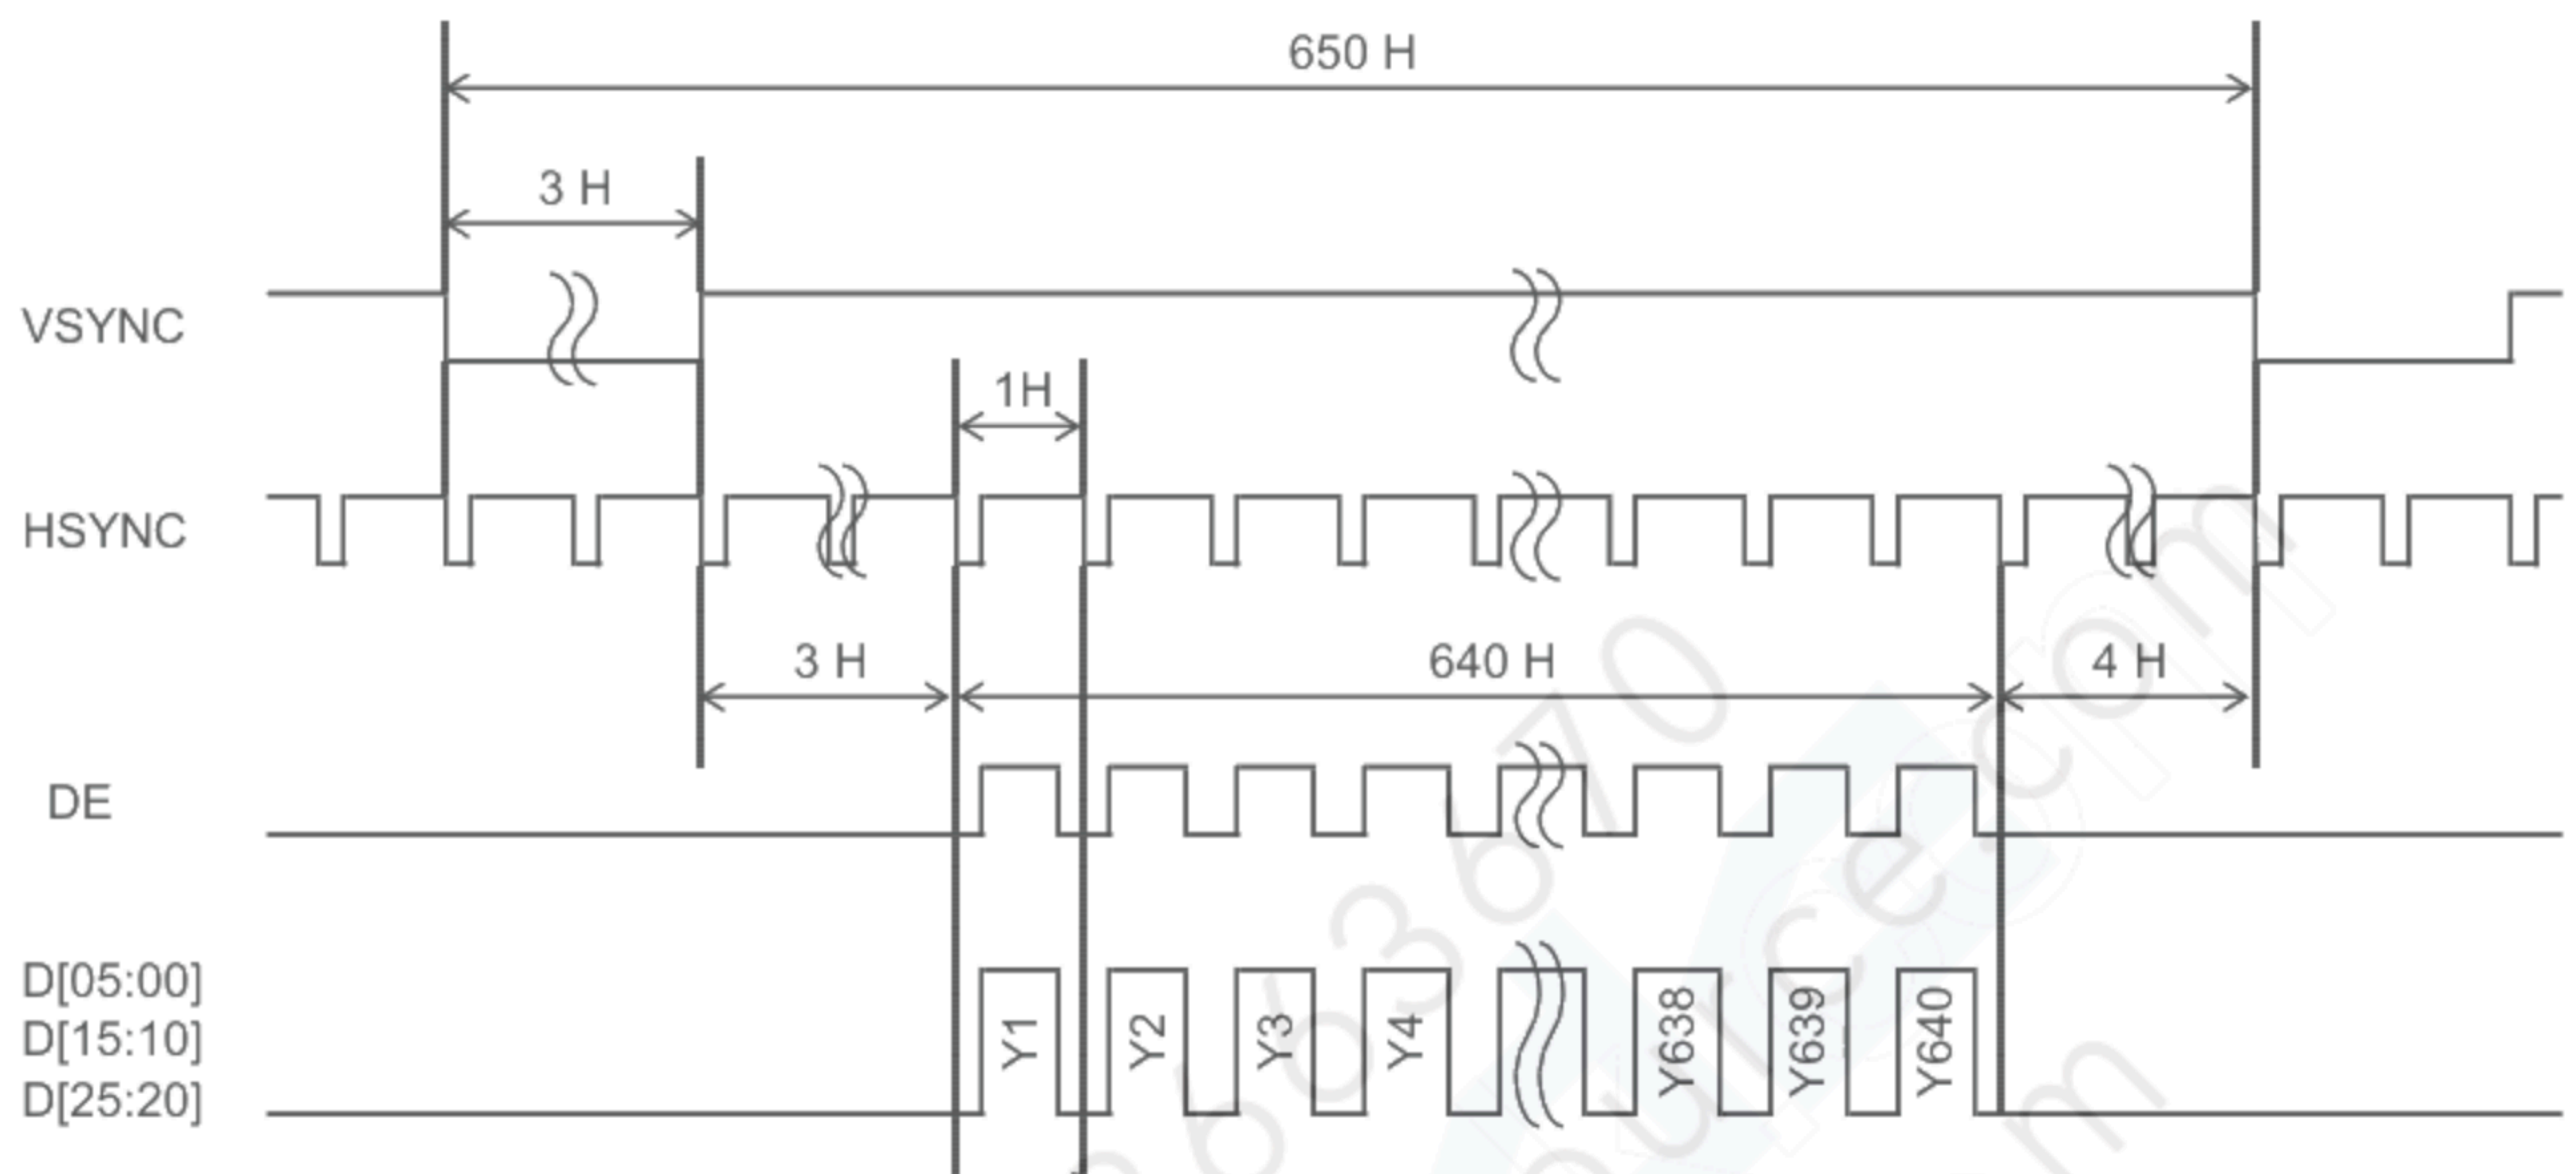 650 H
3 H
VSYNC
1H
HSYNC
3 H
640 H
4 H
DE
D[05:00]
D[15:10]
D[25:20]
Y1
Y2
Y3
Y4
Y638
Y639
Y640